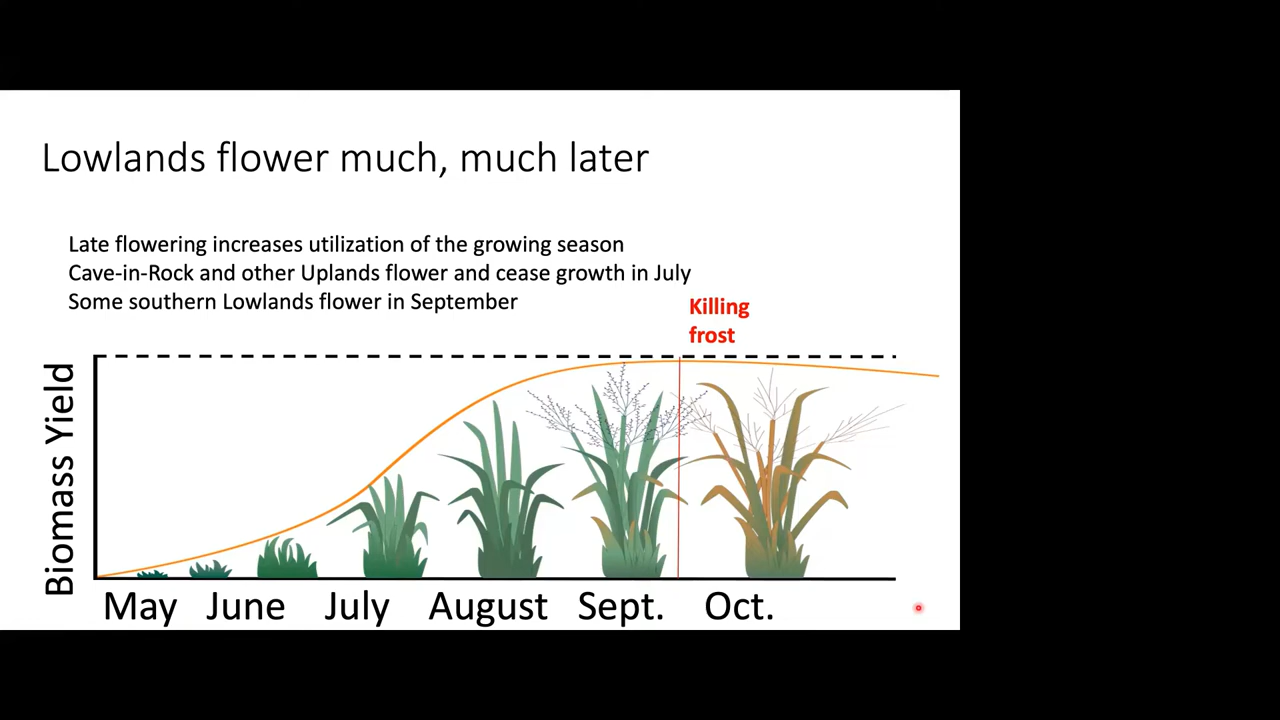 Lowlands flower much, much later
Late flowering increases utilization of the growing season
Cave-in-Rock and other Uplands flower and cease growth in July
Some southern Lowlands flower in September
Killing
frost
Biomass Yield
May June July August Sept. Oct.